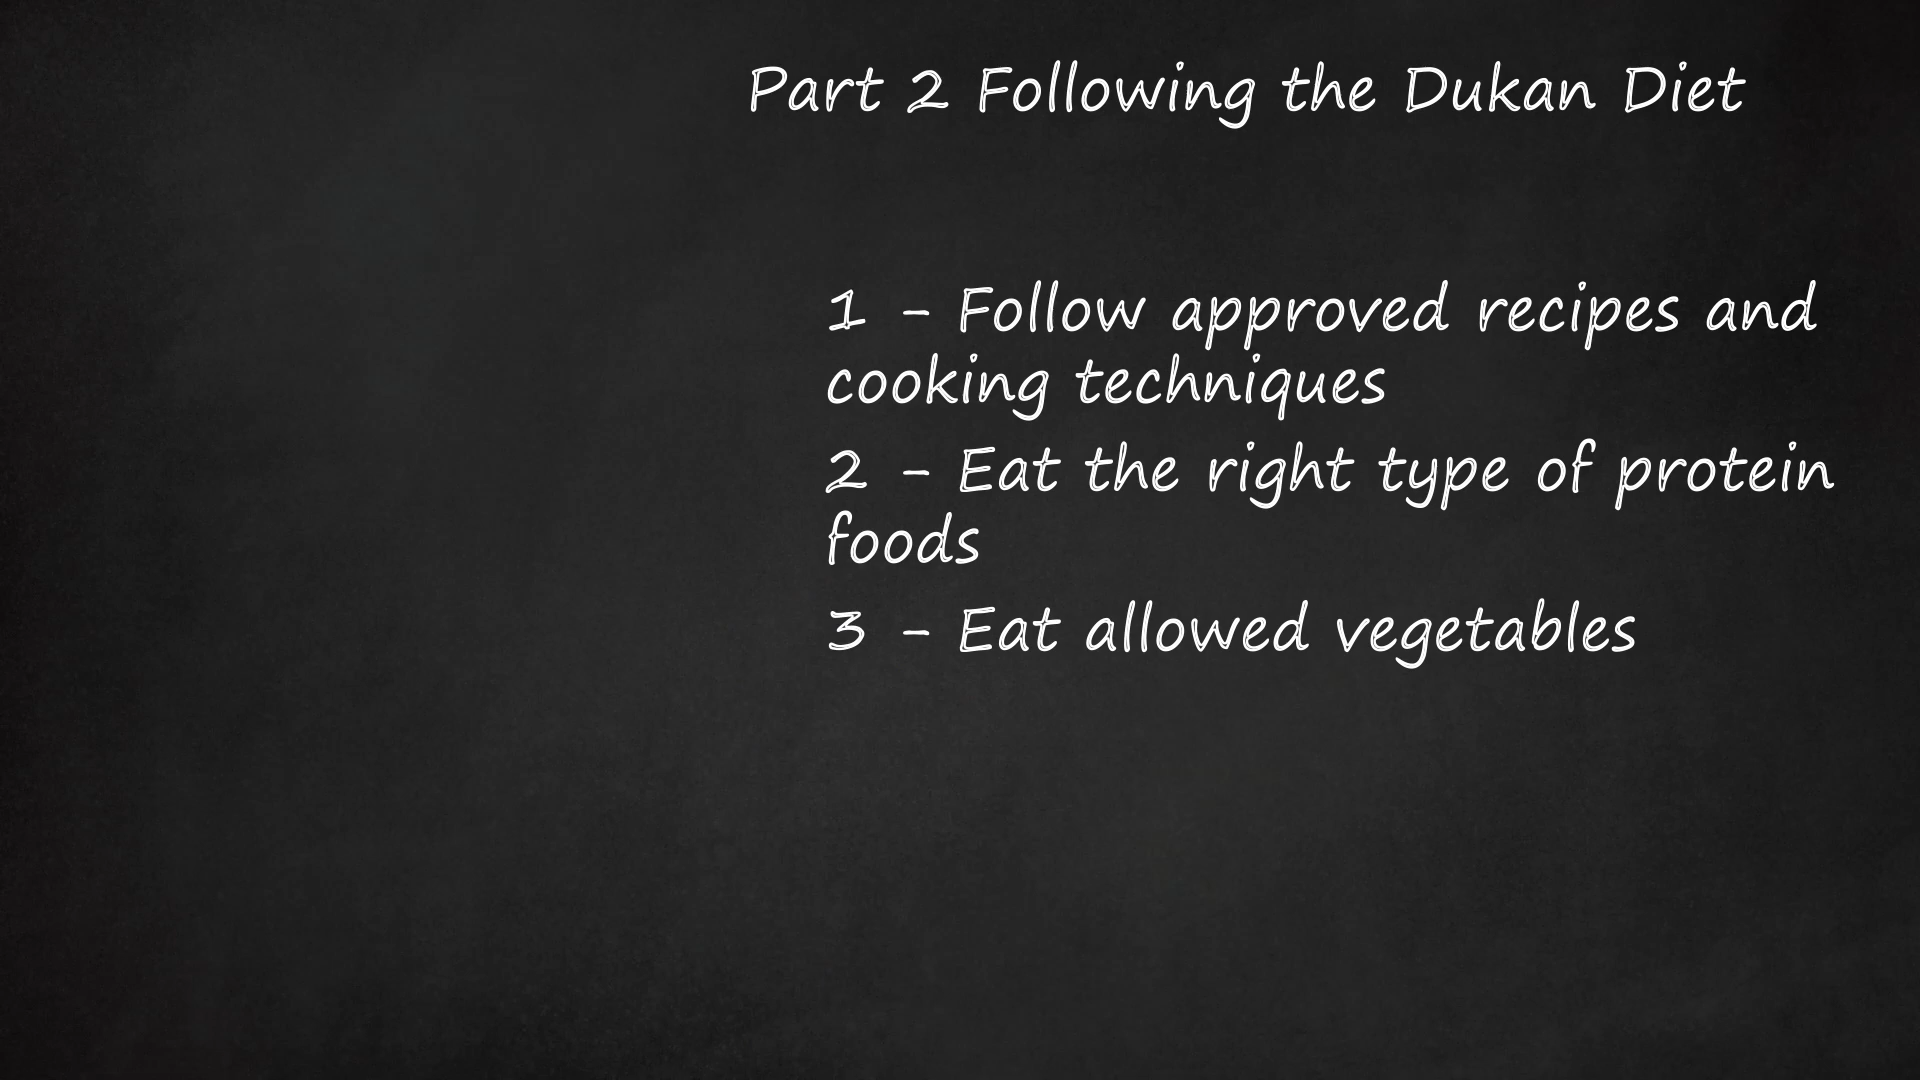 Part 2 Following the Dukan Diet
1 - Follow approved recipes and
cooking techniques
2 - Eat the right type of protein
foods
3 - Eat allowed vegetables